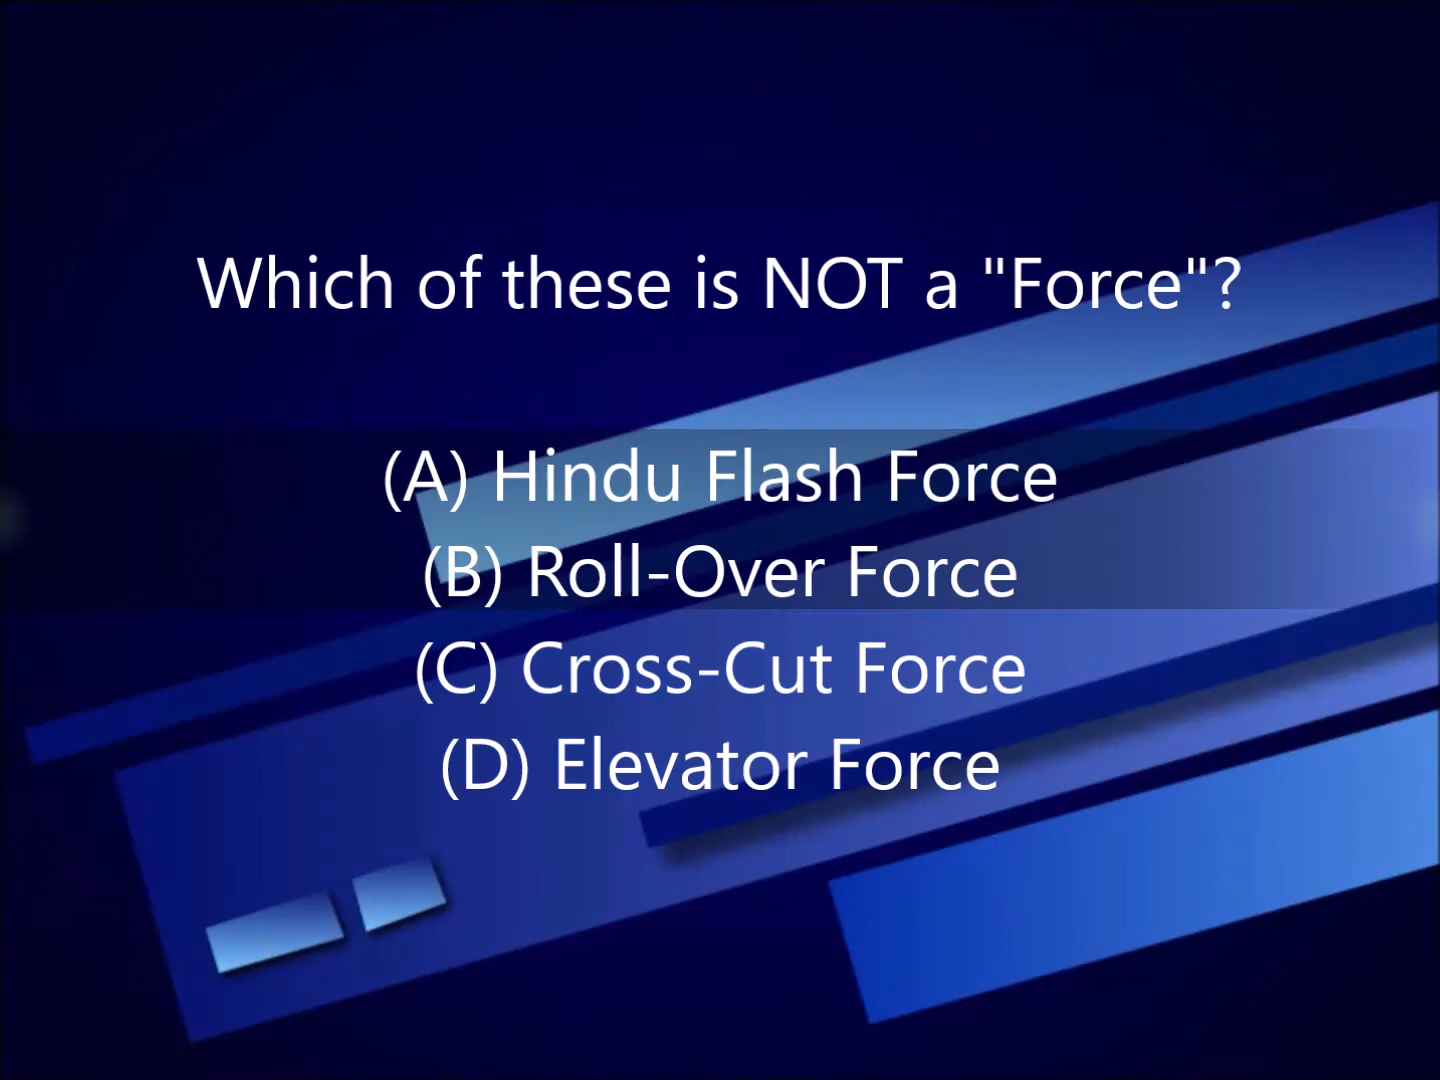 Which of these is NOT a "Force"?
(A) Hindu Flash Force
(B) Roll-Over Force
(C) Cross-Cut Force
(D) Elevator Force